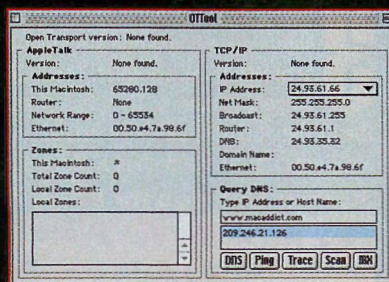 OTTool
Open Transport version: None found.
AppleTalk
Version: None found.
Addresses:
This Macintosh: 65280.128
Router: None
Network Range: 0 - 65534
Ethernet: 00.50.e4.7a.98.6f
Zones:
This Macintosh: *
Total Zone Count: 0
Local Zone Count: 0
Local Zones:
TCP/IP
Version: None found.
Addresses:
IP Address: 24.93.61.66
Net Mask: 255.255.255.0
Broadcast: 24.93.61.255
Router: 24.93.61.1
DNS: 24.93.35.32
Domain Name:
Ethernet: 00.50.e4.7a.98.6f
Query DNS:
Type IP Address or Host Name:
www.macaddict.com
209.246.21.126
DNS Ping Trace Scan MX